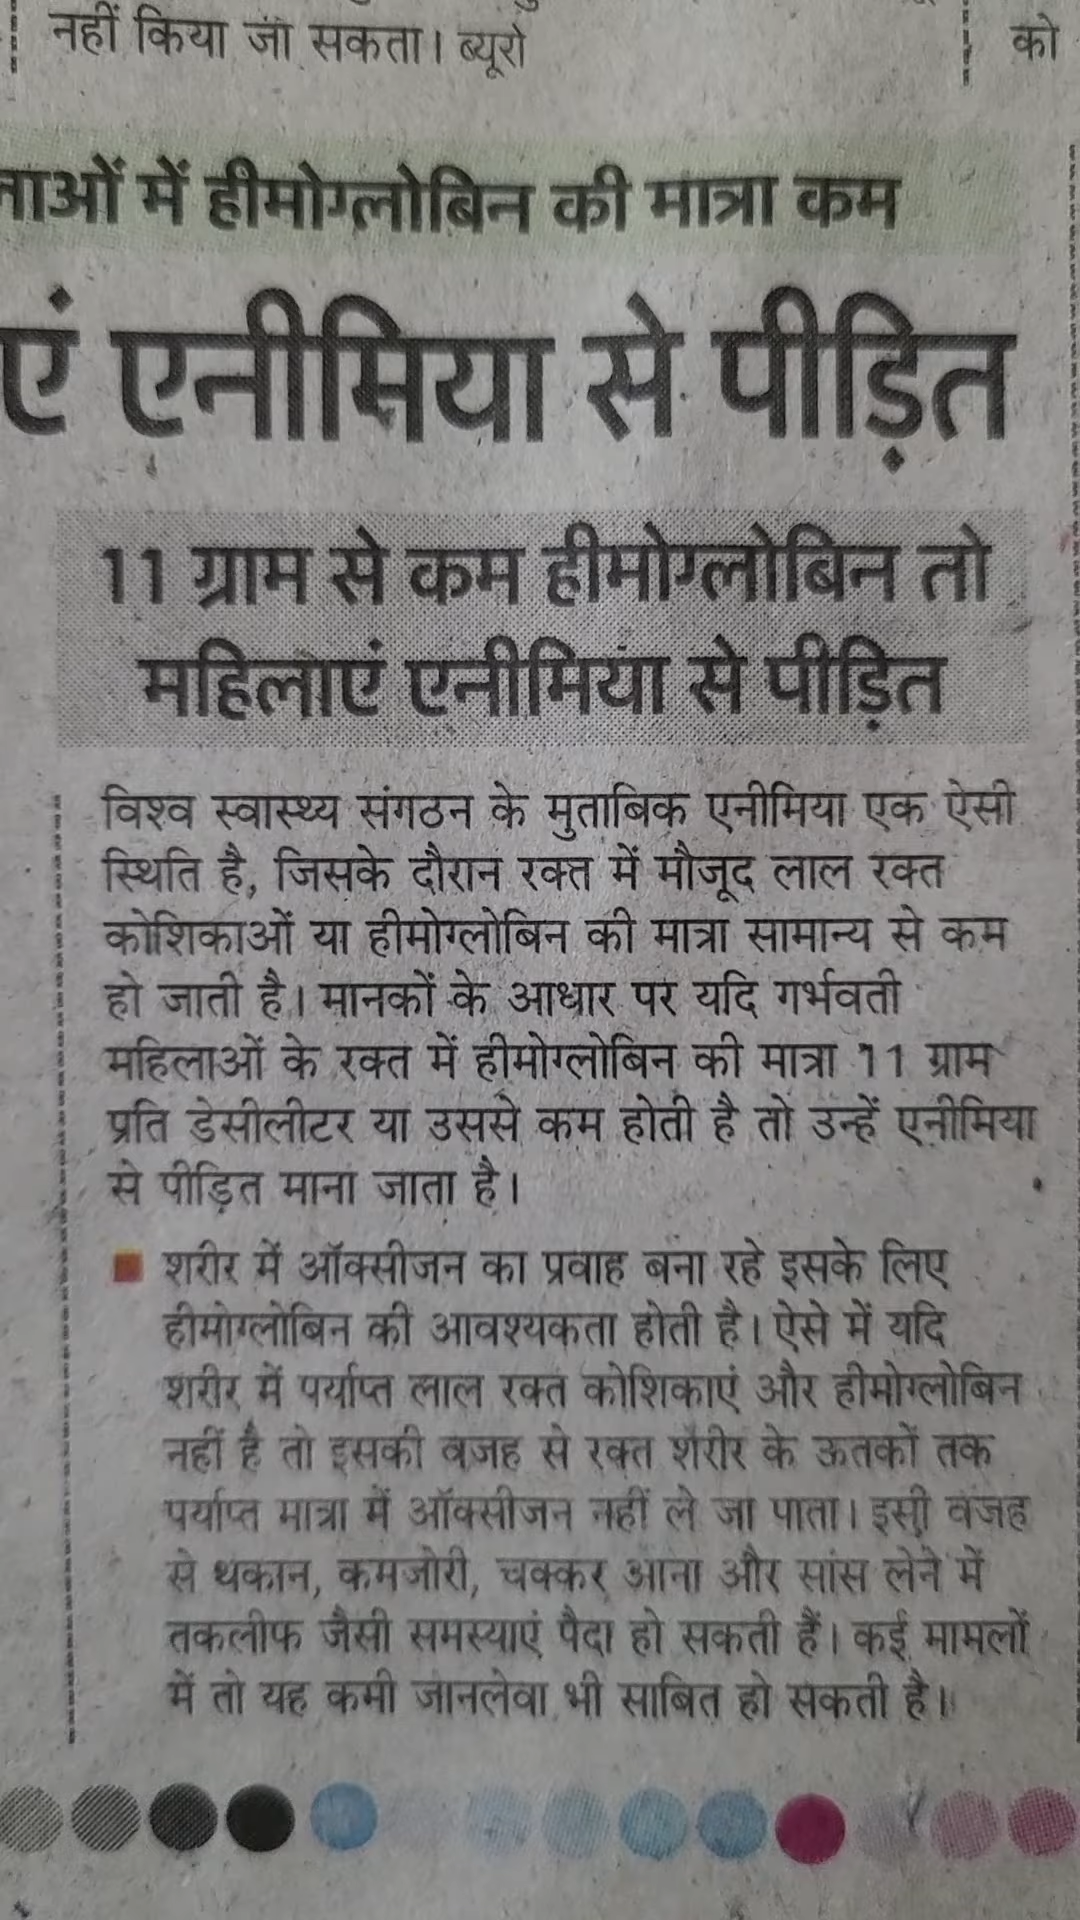 नहीं किया जा सकता। ब्यूरो
को
में हीमोग्लोबिन की मात्रा कम
एनीमिया से पीड़ित
11 ग्राम से कम हीमोग्लोबिन तो
महिलाएं एनीमिया से पीड़ित
विश्व स्वास्थ्य संगठन के मुताबिक एनीमिया एक ऐसी
स्थिति है, जिसके दौरान रक्त में मौजूद लाल रक्त
कोशिकाओं या हीमोग्लोबिन की मात्रा सामान्य से कम
हो जाती है। मानकों के आधार पर यदि गर्भवती
महिलाओं के रक्त में हीमोग्लोबिन की मात्रा 11 ग्राम
प्रति डेसीलीटर या उससे कम होती है तो उन्हें एनीमिया
से पीड़ित माना जाता है।
शरीर में ऑक्सीजन का प्रवाह बना रहे इसके लिए
हीमोग्लोबिन की आवश्यकता होती है। ऐसे में यदि
शरीर में पर्याप्त लाल रक्त कोशिकाएं और हीमोग्लोबिन
नहीं है तो इसकी वजह से रक्त शरीर के ऊतकों तक
पर्याप्त मात्रा में ऑक्सीजन नहीं ले जा पाता। इसी वजह
से थकान, कमजोरी, चक्कर आना और सांस लेने में
तकलीफ जैसी समस्याएं पैदा हो सकती हैं। कई मामलों
में तो यह कमी जानलेवा भी साबित हो सकती है।